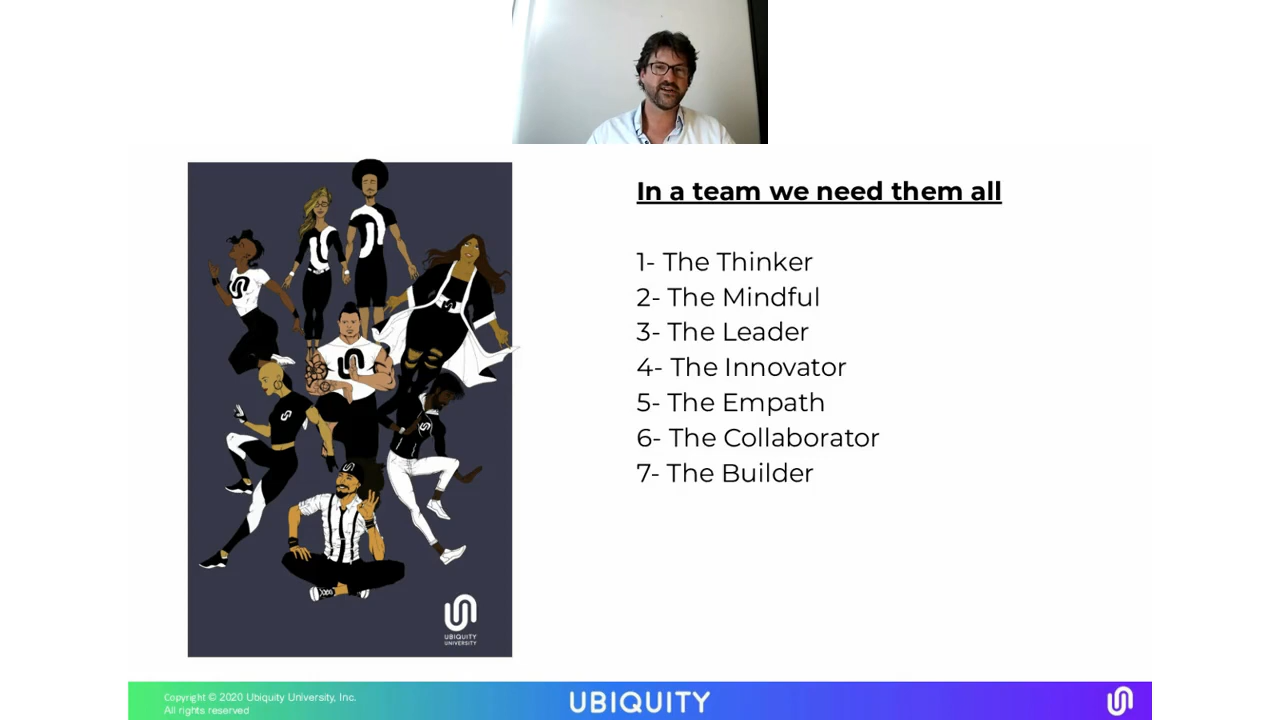 In a team we need them all
1- The Thinker
2- The Mindful
3- The Leader
4- The Innovator
5- The Empath
6- The Collaborator
7- The Builder
UBIQUITY
UNIVERSITY
Copyright © 2020 Ubiquity University, Inc.
All rights reserved
UBIQUITY